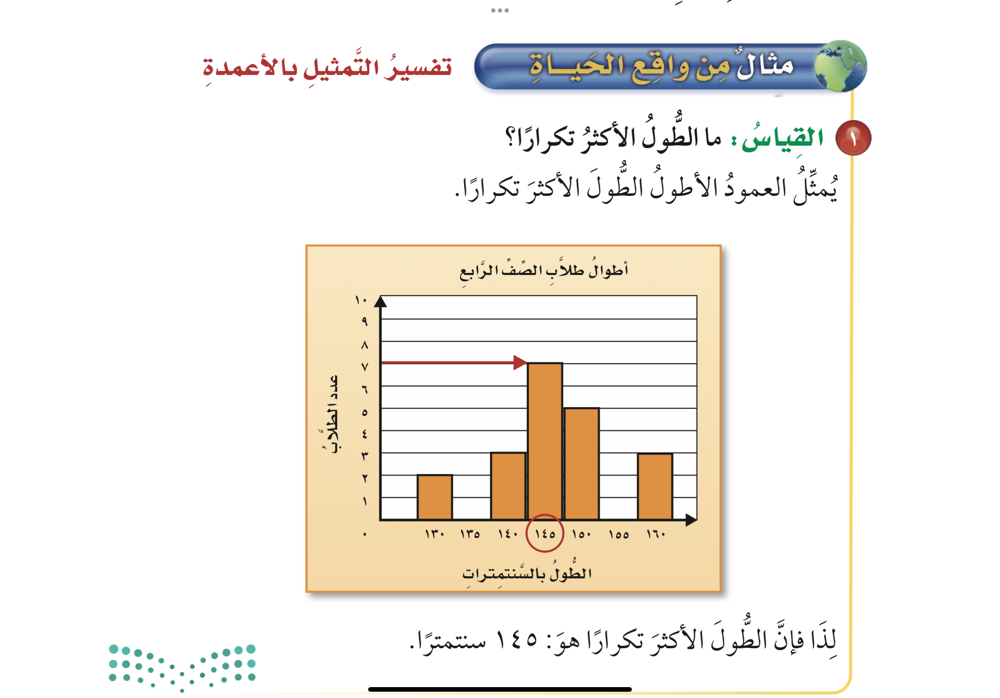 مثالٌ مِن واقِع الحَيـاةِ
تفسيرُ التَّمثيلِ بالأعمدةِ
١ القِياسُ: ما الطُّولُ الأكثرُ تكرارًا؟
يُمثِّلُ العمودُ الأطولُ الطُّولَ الأكثرَ تكرارًا.
أطوالُ طلاَّبِ الصَّفِّ الرَّابعِ
١٠
٩
٨
٧
٦
٥
٤
٣
٢
١
٠
عدد الطلاَّبُ
١٣٠ ١٣٥ ١٤٠ ١٤٥ ١٥٠ ١٥٥ ١٦٠
الطُّولُ بالسَّنتمِتراتِ
لِذَا فإنَّ الطُّولَ الأكثرَ تكرارًا هوَ: ١٤٥ سنتمترًا.